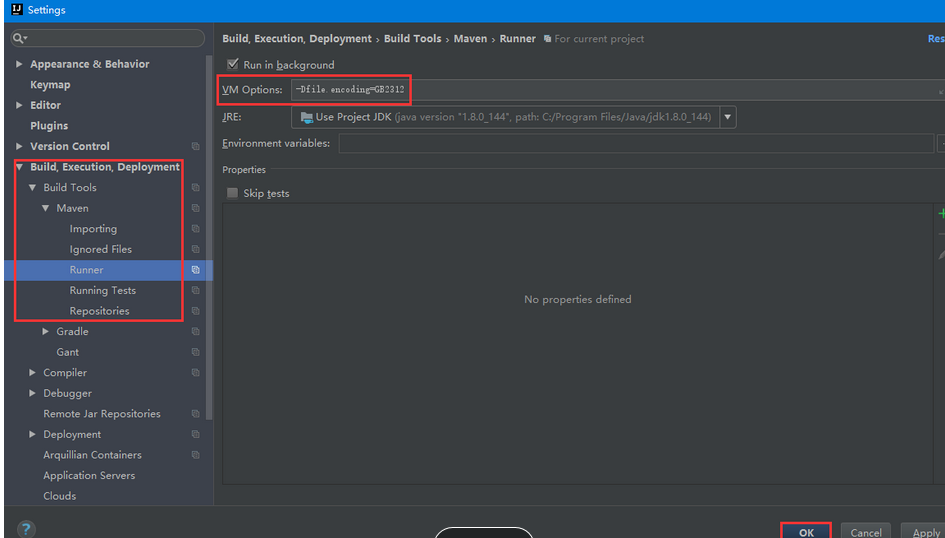 Settings
Build, Execution, Deployment › Build Tools › Maven › Runner For current project Res
Appearance & Behavior
Keymap
Editor
Plugins
Version Control
Build, Execution, Deployment
Build Tools
Maven
Importing
Ignored Files
Runner
Running Tests
Repositories
Gradle
Gant
Compiler
Debugger
Remote Jar Repositories
Deployment
Arquillian Containers
Application Servers
Clouds
Run in background
VM Options: -Dfile.encoding=GB2312
JRE: Use Project JDK (java version "1.8.0_144", path: C:/Program Files/Java/jdk1.8.0_144)
Environment variables:
Properties
Skip tests
No properties defined
?
OK Cancel Apply